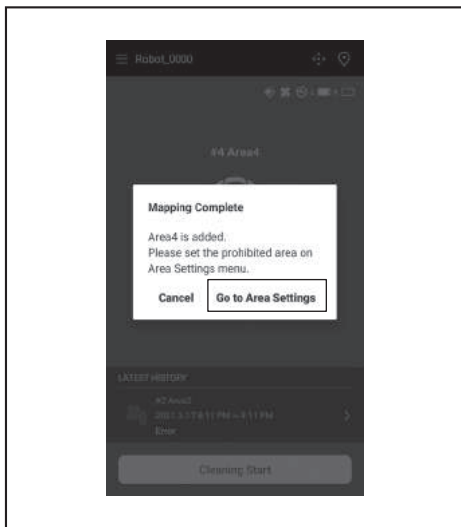 Robot_0000
#4 Area4
Mapping Complete
Area4 is added.
Please set the prohibited area on
Area Settings menu.
Cancel Go to Area Settings
LATEST HISTORY
#2 Area2
Error
Cleaning Start